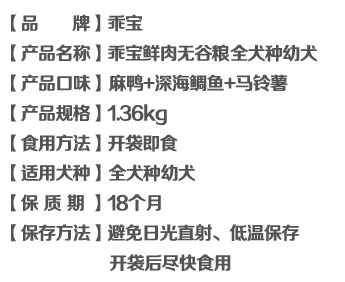 【品　　牌】乖宝
【产品名称】乖宝鲜肉无谷粮全犬种幼犬
【产品口味】麻鸭+深海鲷鱼+马铃薯
【产品规格】1.36kg
【食用方法】开袋即食
【适用犬种】全犬种幼犬
【保 质 期 】18个月
【保存方法】避免日光直射、低温保存
开袋后尽快食用